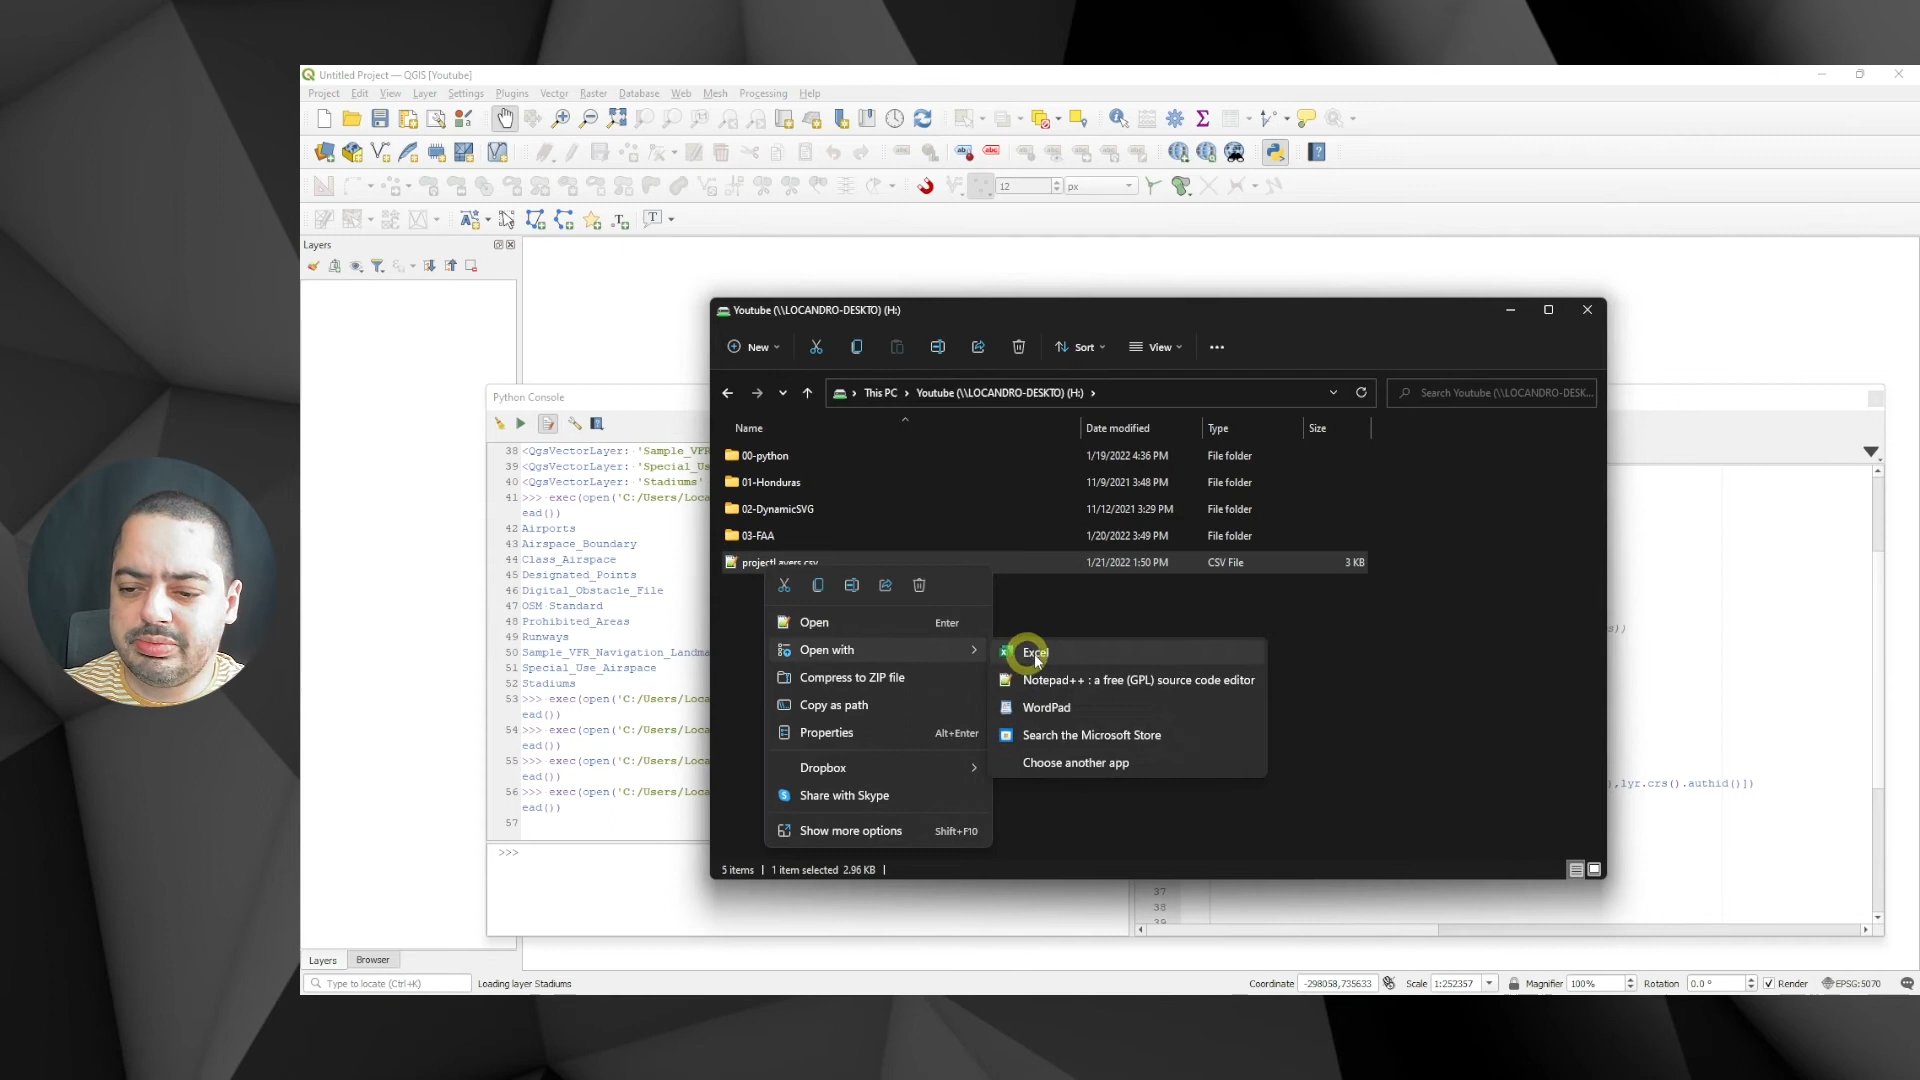 Untitled Project — QGIS [Youtube]
Project Edit View Layer Settings Plugins Vector Raster Database Web Mesh Processing Help
12 px
Layers
Youtube (\\LOCANDRO-DESKTO) (H:)
New Sort View
This PC Youtube (\\LOCANDRO-DESKTO) (H:)
Search Youtube (\\LOCANDRO-DESK...
Name Date modified Type Size
00-python 1/19/2022 4:36 PM File folder
01-Honduras 11/9/2021 3:48 PM File folder
02-DynamicSVG 11/12/2021 3:29 PM File folder
03-FAA 1/20/2022 3:49 PM File folder
projectLayers.csv 1/21/2022 1:50 PM CSV File 3 KB
Open Enter
Open with
Compress to ZIP file
Copy as path
Properties Alt+Enter
Dropbox
Share with Skype
Show more options Shift+F10
Excel
Notepad++ : a free (GPL) source code editor
WordPad
Search the Microsoft Store
Choose another app
5 items 1 item selected 2.96 KB
Python Console
38 <QgsVectorLayer: 'Sample_VFR
39 <QgsVectorLayer: 'Special_Us
40 <QgsVectorLayer: 'Stadiums'
41 >>> exec(open('C:/Users/Loca
ead())
42 Airports
43 Airspace_Boundary
44 Class_Airspace
45 Designated_Points
46 Digital_Obstacle_File
47 OSM Standard
48 Prohibited_Areas
49 Runways
50 Sample_VFR_Navigation_Landma
51 Special_Use_Airspace
52 Stadiums
53 >>> exec(open('C:/Users/Loca
ead())
54 >>> exec(open('C:/Users/Loca
ead())
55 >>> exec(open('C:/Users/Loca
ead())
56 >>> exec(open('C:/Users/Loca
ead())
57
>>>
s))
),lyr.crs().authid()])
37
38
39
Layers Browser
Type to locate (Ctrl+K) Loading layer Stadiums Coordinate -298058,735633 Scale 1:252357 Magnifier 100% Rotation 0.0 ° Render EPSG:5070